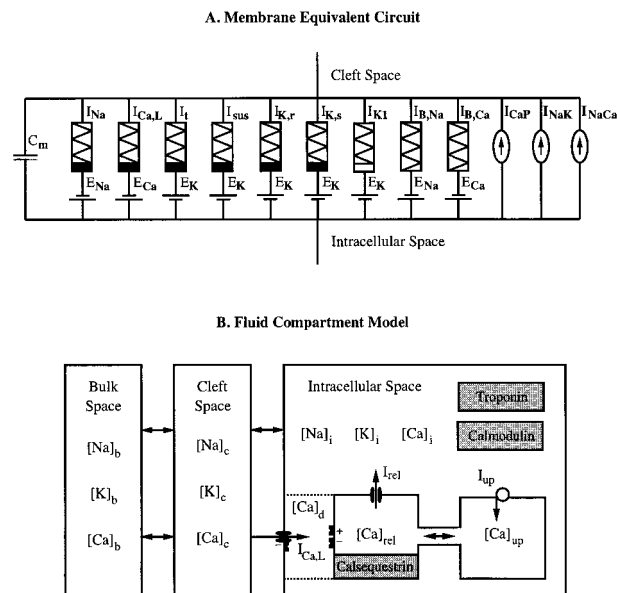 A. Membrane Equivalent Circuit
Cleft Space
I_Na I_Ca,L I_t I_sus I_K,r I_K,s I_K1 I_B,Na I_B,Ca I_CaP I_NaK I_NaCa
C_m
E_Na E_Ca E_K E_K E_K E_K E_K E_Na E_Ca
Intracellular Space
B. Fluid Compartment Model
Bulk Space
Cleft Space
Intracellular Space
Troponin
[Na]_b [Na]_c [Na]_i [K]_i [Ca]_i Calmodulin
[K]_b [K]_c [Ca]_d I_rel I_up
[Ca]_b [Ca]_c I_Ca,L + − [Ca]_rel [Ca]_up
Calsequestrin